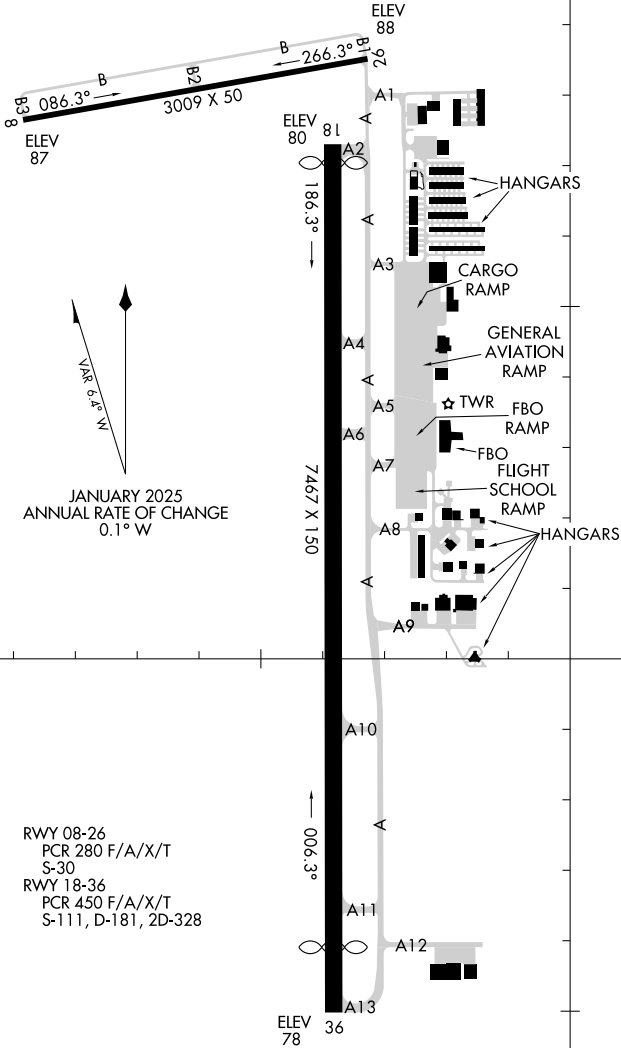 ELEV
88
B1
26
266.3°
B
B2
B
086.3°
B3
8
3009 X 50
ELEV
87
A1
A
ELEV
80
18
A2
HANGARS
186.3°
A
A3
CARGO
RAMP
GENERAL
AVIATION
RAMP
A4
A
VAR 6.4° W
A5
TWR
FBO
RAMP
A6
FBO
A7
FLIGHT
SCHOOL
RAMP
JANUARY 2025
ANNUAL RATE OF CHANGE
0.1° W
7467 X 150
A8
HANGARS
A
A9
A10
006.3°
A
RWY 08-26
PCR 280 F/A/X/T
S-30
RWY 18-36
PCR 450 F/A/X/T
S-111, D-181, 2D-328
A11
A12
A13
ELEV
78
36